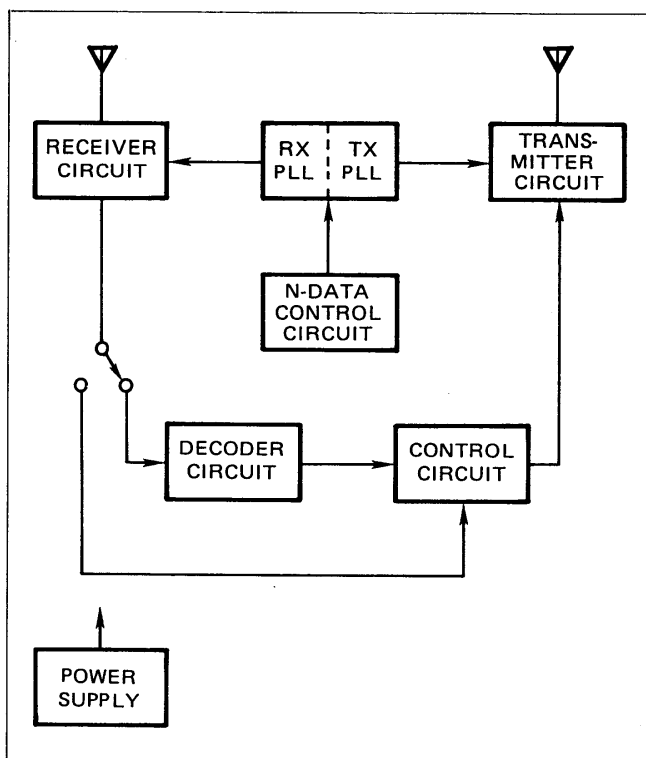 RECEIVER
CIRCUIT
RX
PLL
TX
PLL
TRANS-
MITTER
CIRCUIT
N-DATA
CONTROL
CIRCUIT
DECODER
CIRCUIT
CONTROL
CIRCUIT
POWER
SUPPLY